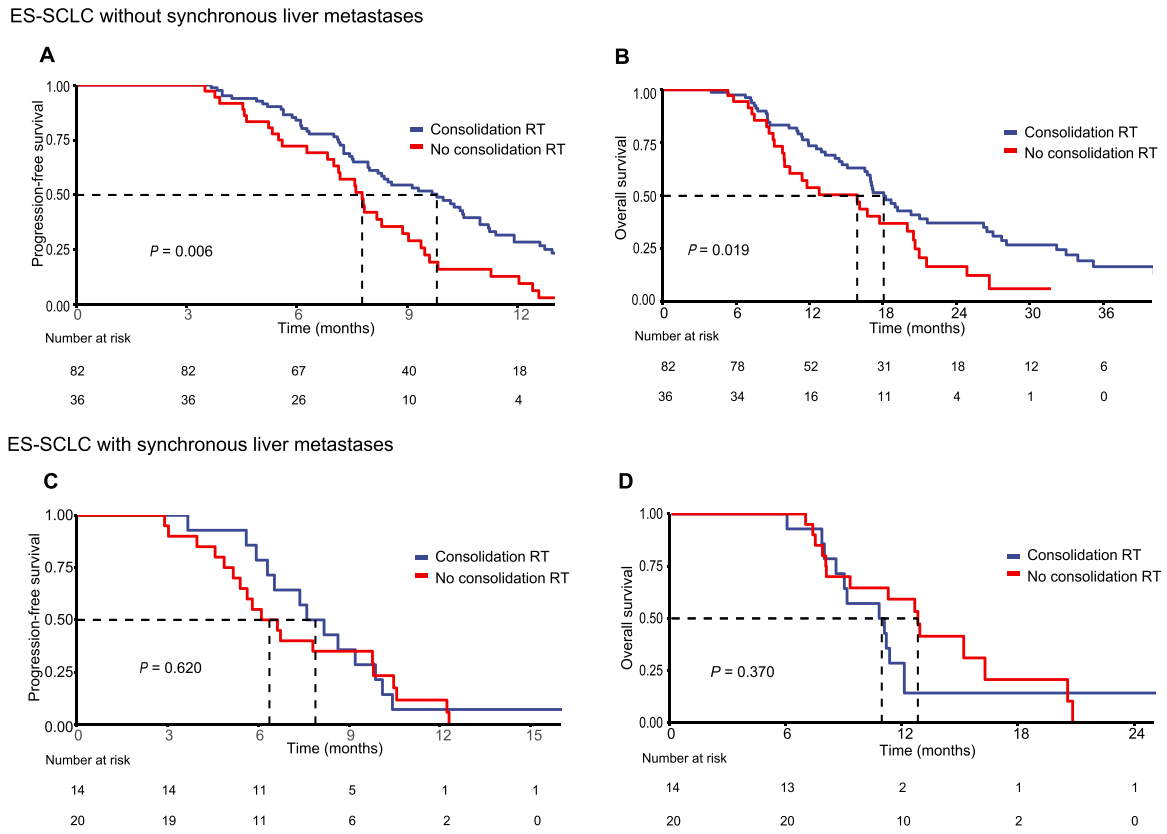 ES-SCLC without synchronous liver metastases
A
Progression-free survival
1.00
0.75
0.50
0.25
0.00
Consolidation RT
No consolidation RT
P = 0.006
0 3 6 9 12
Time (months)
Number at risk
82 82 67 40 18
36 36 26 10 4
B
Overall survival
1.00
0.75
0.50
0.25
0.00
Consolidation RT
No consolidation RT
P = 0.019
0 6 12 18 24 30 36
Time (months)
Number at risk
82 78 52 31 18 12 6
36 34 16 11 4 1 0
ES-SCLC with synchronous liver metastases
C
Progression-free survival
1.00
0.75
0.50
0.25
0.00
Consolidation RT
No consolidation RT
P = 0.620
0 3 6 9 12 15
Time (months)
Number at risk
14 14 11 5 1 1
20 19 11 6 2 0
D
Overall survival
1.00
0.75
0.50
0.25
0.00
Consolidation RT
No consolidation RT
P = 0.370
0 6 12 18 24
Time (months)
Number at risk
14 13 2 1 1
20 20 10 2 0